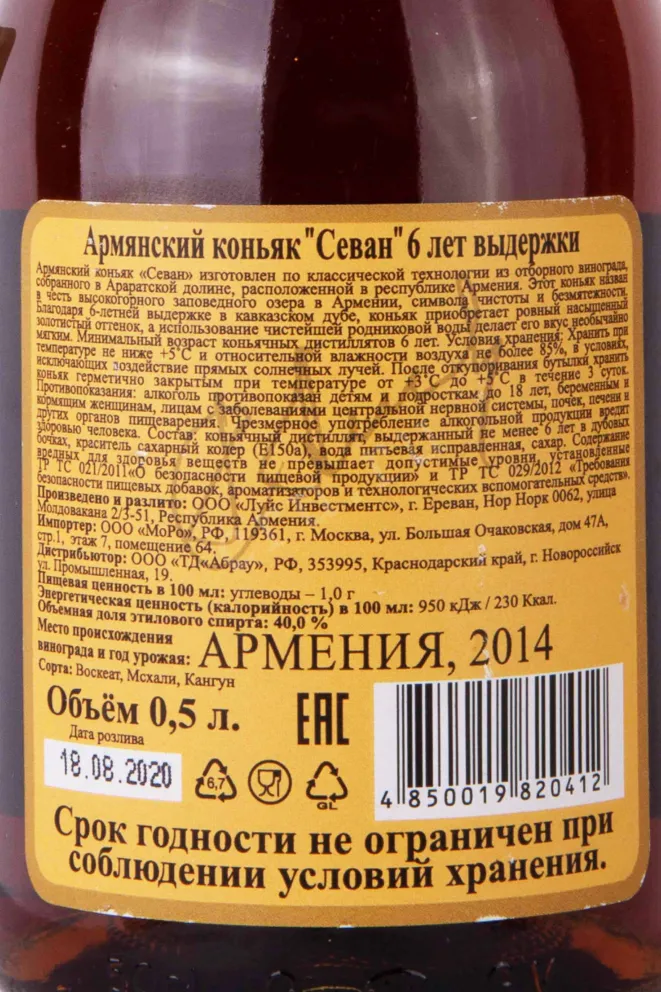 Армянский коньяк "Севан" 6 лет выдержки
Армянский коньяк «Севан» изготовлен по классической технологии из отборного винограда,
собранного в Араратской долине, расположенной в республике Армения. Этот коньяк назван
в честь высокогорного заповедного озера в Армении, символа чистоты и безмятежности.
Благодаря 6-летней выдержке в кавказском дубе, коньяк приобретает ровный насыщенный
золотистый оттенок, а использование чистейшей родниковой воды делает его вкус необычайно
мягким. Минимальный возраст коньячных дистиллятов 6 лет. Условия хранения: Хранить при
температуре не ниже +5°С и относительной влажности воздуха не более 85%, в условиях,
исключающих воздействие прямых солнечных лучей. После откупоривания бутылки хранить
коньяк герметично закрытым при температуре от +3°С до +5°С в течение 3 суток.
Противопоказания: алкоголь противопоказан детям и подросткам до 18 лет, беременным и
кормящим женщинам, лицам с заболеваниями центральной нервной системы, почек, печени и
других органов пищеварения. Чрезмерное употребление алкогольной продукции вредит
здоровью человека. Состав: коньячный дистиллят, выдержанный не менее 6 лет в дубовых
бочках, краситель сахарный колер (Е150а), вода питьевая исправленная, сахар. Содержание
вредных для здоровья веществ не превышает допустимые уровни, установленные
ТР ТС 021/2011«О безопасности пищевой продукции» и ТР ТС 029/2012 «Требования
безопасности пищевых добавок, ароматизаторов и технологических вспомогательных средств».
Произведено и разлито: ООО «Луйс Инвестментс», г. Ереван, Нор Норк 0062, улица
Молдовакана 2/3-51, Республика Армения.
Импортер: ООО «МоРо», РФ, 119361, г. Москва, ул. Большая Очаковская, дом 47А,
стр.1, этаж 7, помещение 64.
Дистрибьютор: ООО «ТД«Абрау», РФ, 353995, Краснодарский край, г. Новороссийск
ул. Промышленная, 19.
Пищевая ценность в 100 мл: углеводы – 1,0 г
Энергетическая ценность (калорийность) в 100 мл: 950 кДж / 230 Ккал.
Объемная доля этилового спирта: 40,0 %
Место происхождения
винограда и год урожая: АРМЕНИЯ, 2014
Сорта: Воскеат, Мсхали, Кангун
Объём 0,5 л.
EAC
Дата розлива
18.08.2020
6,7
GL
4 850019 820412
Срок годности не ограничен при
соблюдении условий хранения.